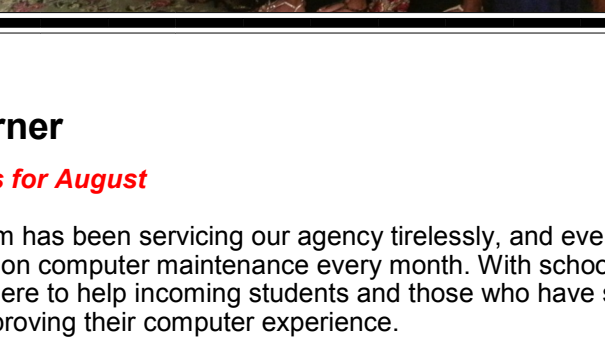 rner
s for August
m has been servicing our agency tirelessly, and eve
on computer maintenance every month. With schoo
ere to help incoming students and those who have s
proving their computer experience.